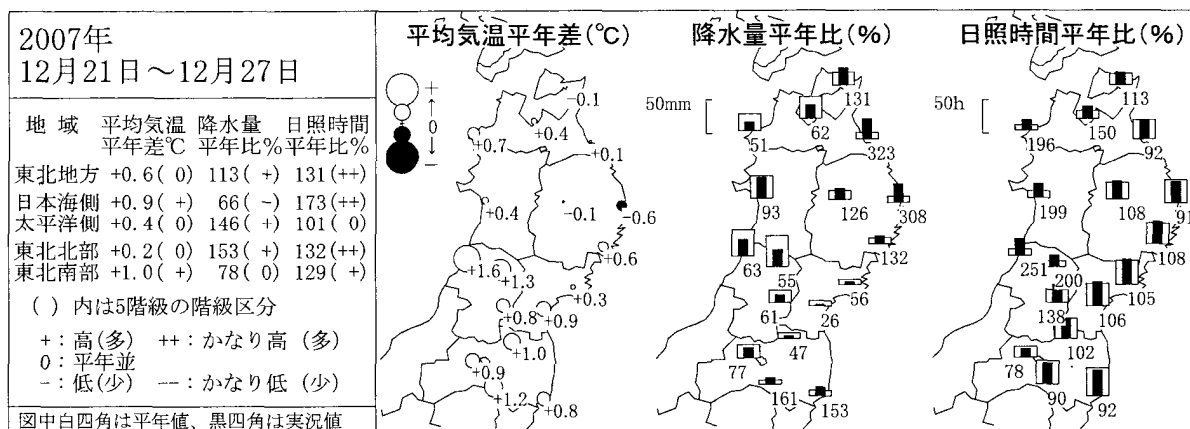 2007年
12月21日～12月27日
地 域 平均気温 降水量 日照時間
平年差℃ 平年比% 平年比%
東北地方 +0.6( 0) 113( +) 131(++)
日本海側 +0.9( +) 66( −) 173(++)
太平洋側 +0.4( 0) 146( +) 101( 0)
東北北部 +0.2( 0) 153( +) 132(++)
東北南部 +1.0( +) 78( 0) 129( +)
( ) 内は5階級の階級区分
+：高(多) ++：かなり高 (多)
0：平年並
−：低(少) −−：かなり低 (少)
図中白四角は平年値、黒四角は実況値
平均気温平年差(℃)
+
↑
0
↓
−
−0.1
+0.4
+0.7
+0.1
+0.4
−0.1
−0.6
+0.6
+1.6
+1.3
+0.3
+0.8
+0.9
+1.0
+0.9
+1.2
+0.8
降水量平年比(%)
50mm
131
62
51
323
93
126
308
132
63
55
56
61
26
47
77
161
153
日照時間平年比(%)
50h
113
150
196
92
199
108
91
108
251
200
105
138
106
102
78
90
92